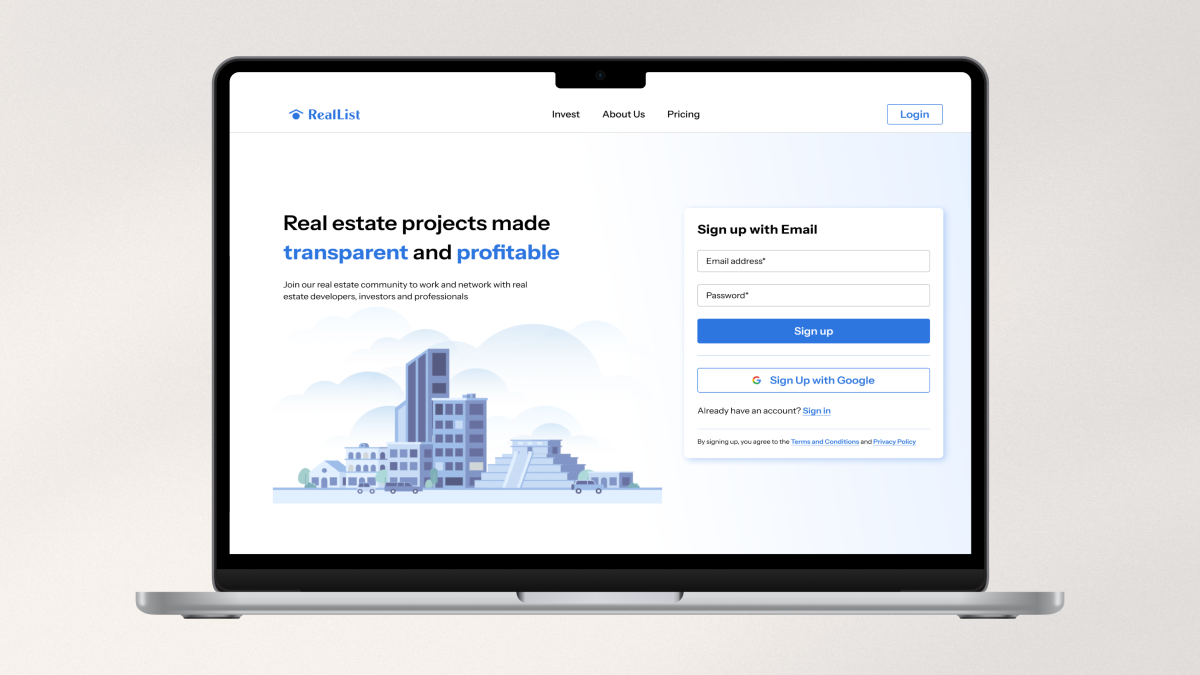 RealList
Invest
About Us
Pricing
Login
Real estate projects made
transparent and profitable
Join our real estate community to work and network with real
estate developers, investors and professionals
Sign up with Email
Email address*
Password*
Sign up
Sign Up with Google
Already have an account? Sign in
By signing up, you agree to the Terms and Conditions and Privacy Policy